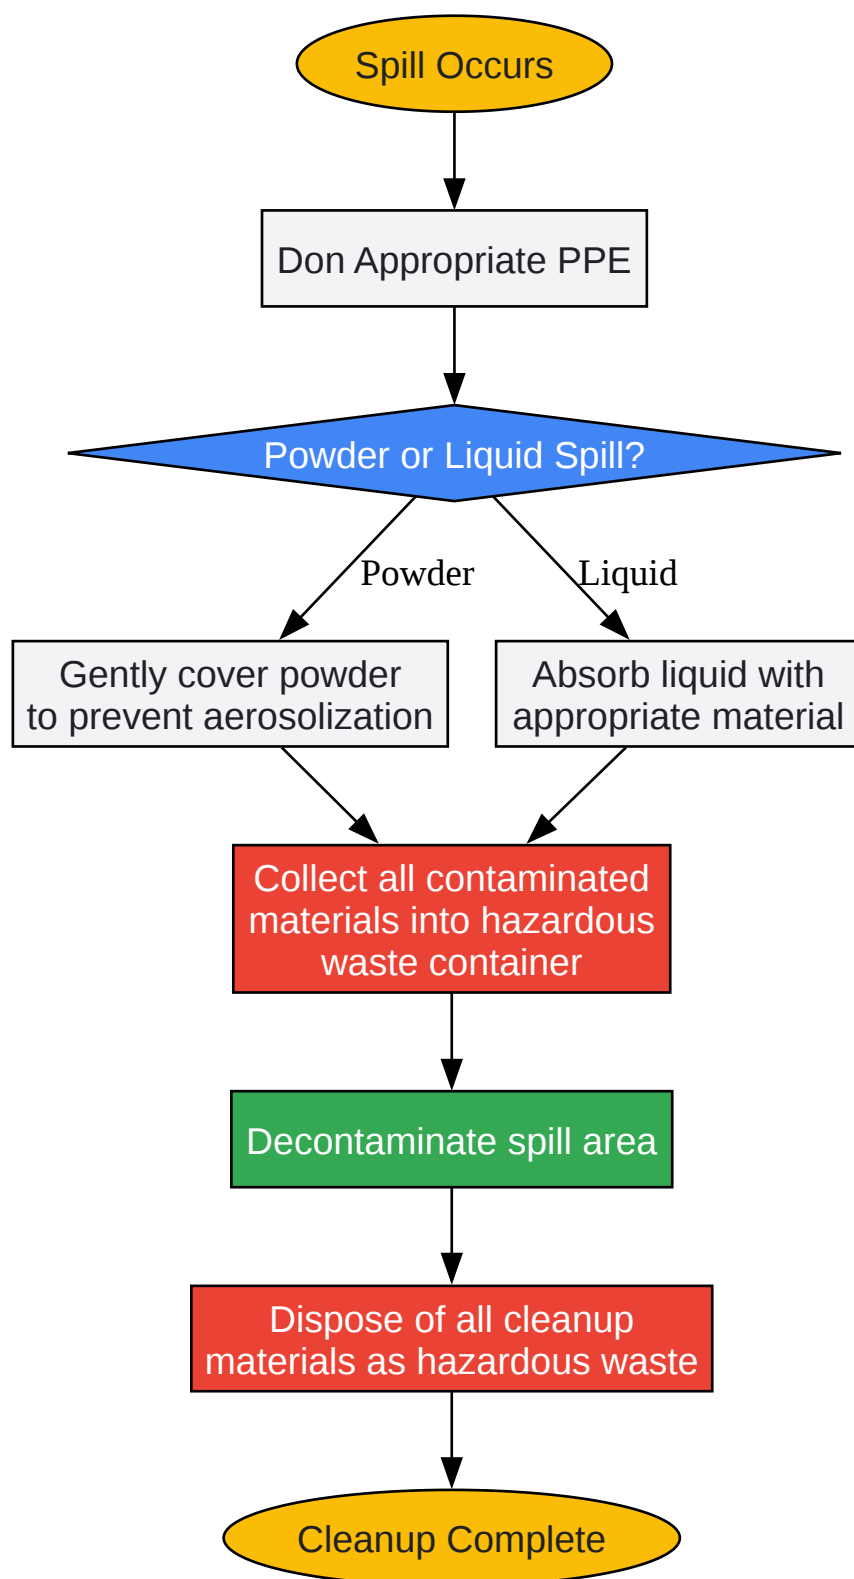 Spill Occurs
Don Appropriate PPE
Powder or Liquid Spill?
Powder
Liquid
Gently cover powder
to prevent aerosolization
Absorb liquid with
appropriate material
Collect all contaminated
materials into hazardous
waste container
Decontaminate spill area
Dispose of all cleanup
materials as hazardous waste
Cleanup Complete